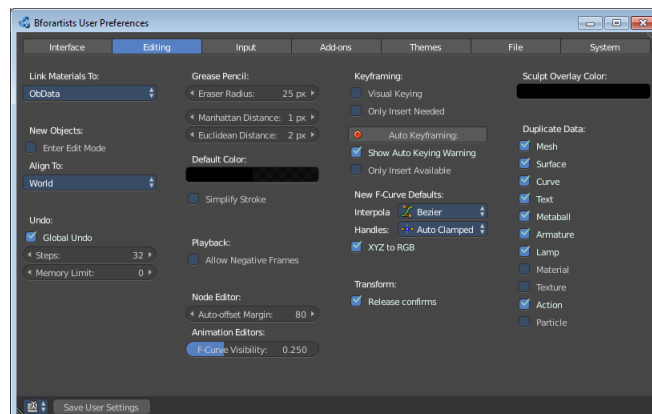 Bforartists User Preferences
Interface
Editing
Input
Add-ons
Themes
File
System
Link Materials To:
ObData
New Objects:
Enter Edit Mode
Align To:
World
Undo:
Global Undo
Steps: 32
Memory Limit: 0
Grease Pencil:
Eraser Radius: 25 px
Manhattan Distance: 1 px
Euclidean Distance: 2 px
Default Color:
Simplify Stroke
Playback:
Allow Negative Frames
Node Editor:
Auto-offset Margin: 80
Animation Editors:
F-Curve Visibility: 0.250
Keyframing:
Visual Keying
Only Insert Needed
Auto Keyframing:
Show Auto Keying Warning
Only Insert Available
New F-Curve Defaults:
Interpola Bezier
Handles: Auto Clamped
XYZ to RGB
Transform:
Release confirms
Sculpt Overlay Color:
Duplicate Data:
Mesh
Surface
Curve
Text
Metaball
Armature
Lamp
Material
Texture
Action
Particle
Save User Settings